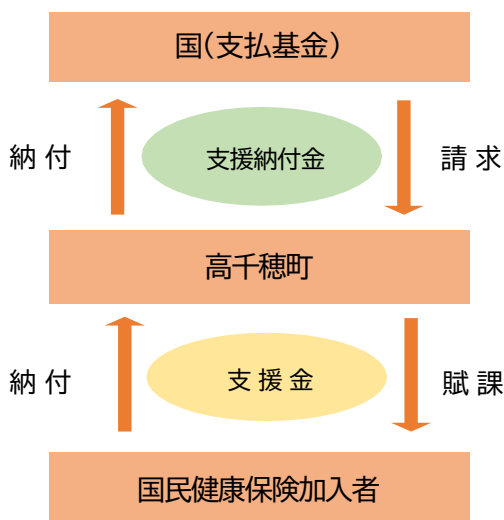 国(支払基金)
納付
支援納付金
請求
高千穂町
納付
支援金
賦課
国民健康保険加入者